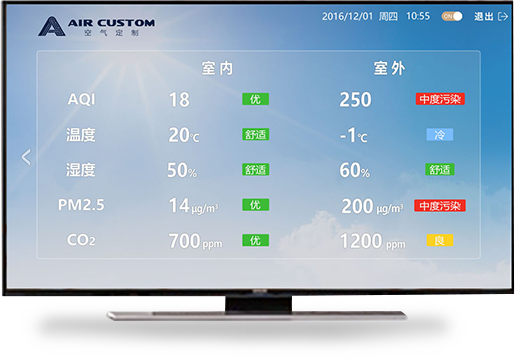 AIR CUSTOM
空气定制
2016/12/01 周四 10:55 ON 退出
室内 室外
AQI 18 优 250 中度污染
温度 20℃ 舒适 -1℃ 冷
湿度 50% 舒适 60% 舒适
PM2.5 14 μg/m³ 优 200 μg/m³ 中度污染
CO2 700 ppm 优 1200 ppm 良